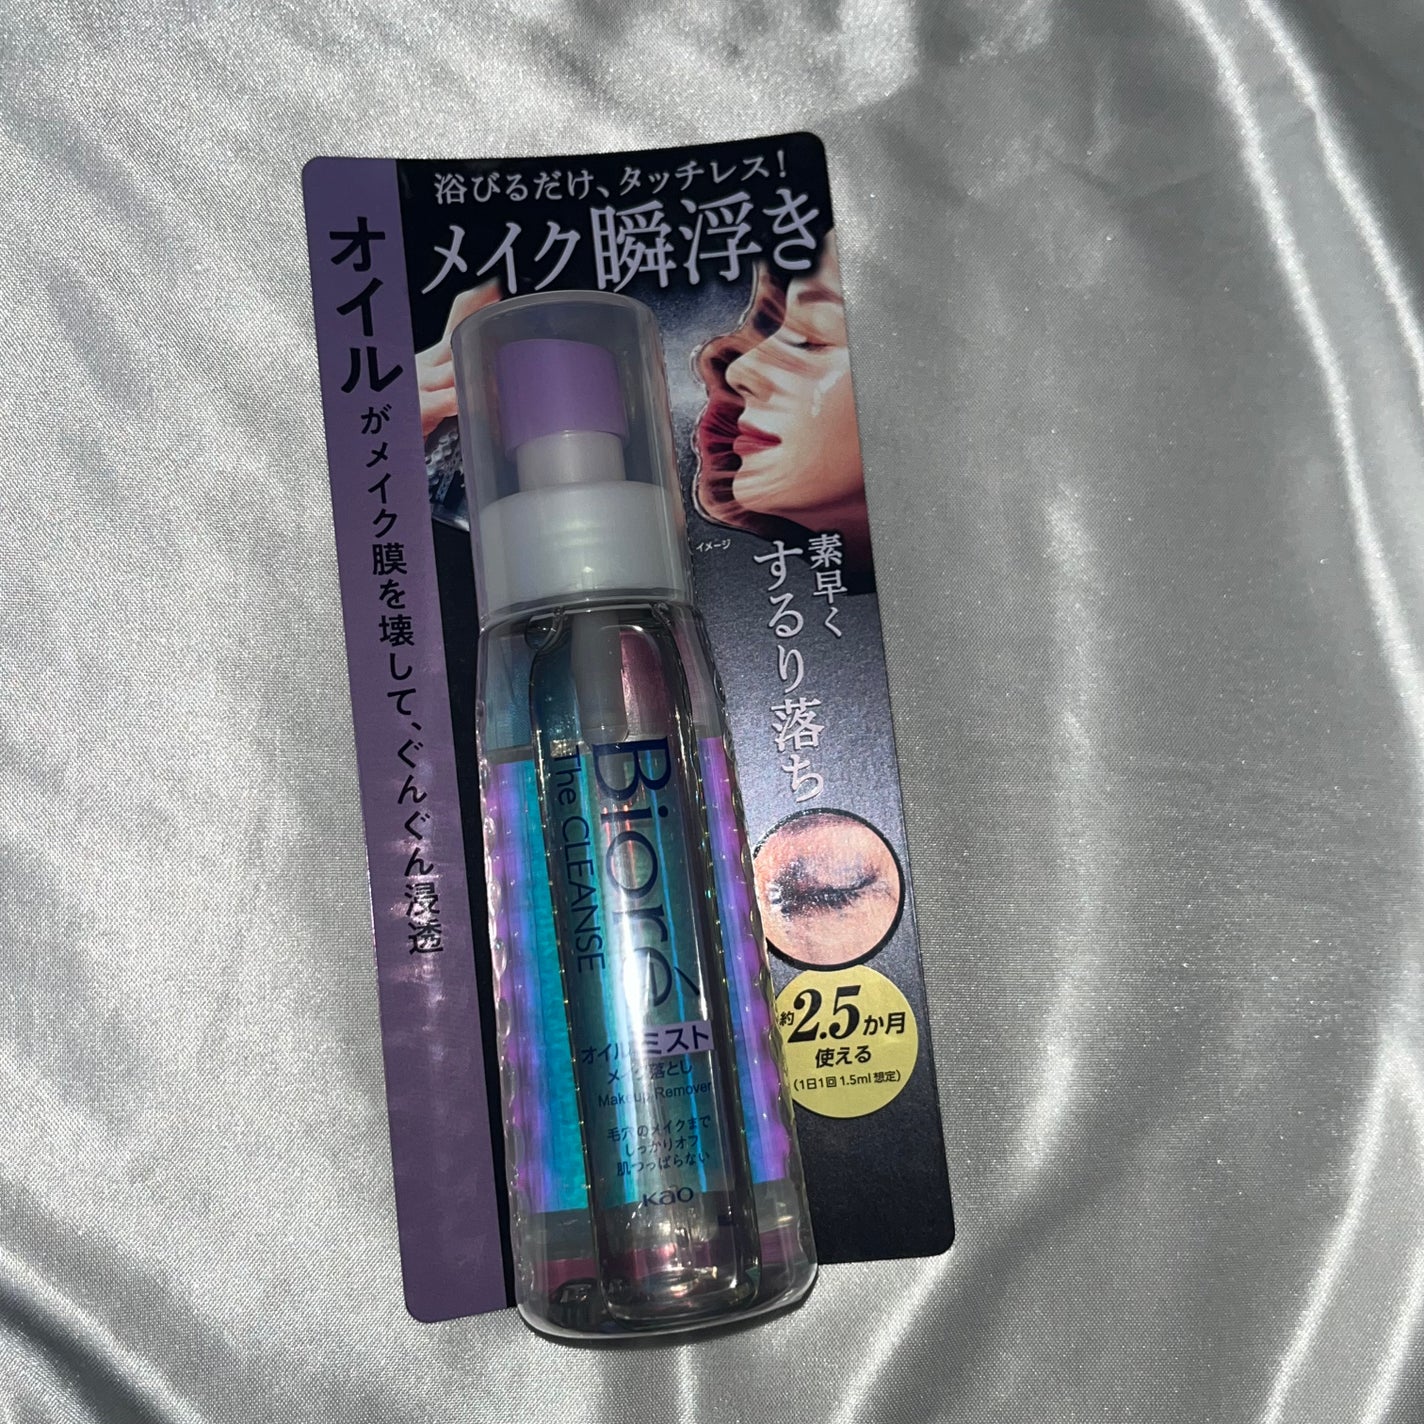 浴びるだけ、タッチレス!
メイク瞬浮き
オイルがメイク膜を壊して、ぐんぐん浸透
イメージ
素早く
するり落ち
Bioré
The CLEANSE
オイルミスト
メイク落とし
Makeup Remover
毛穴のメイクまで
しっかりオフ
肌つっぱらない
Kao
約2.5か月
使える
(1日1回 1.5ml 想定)